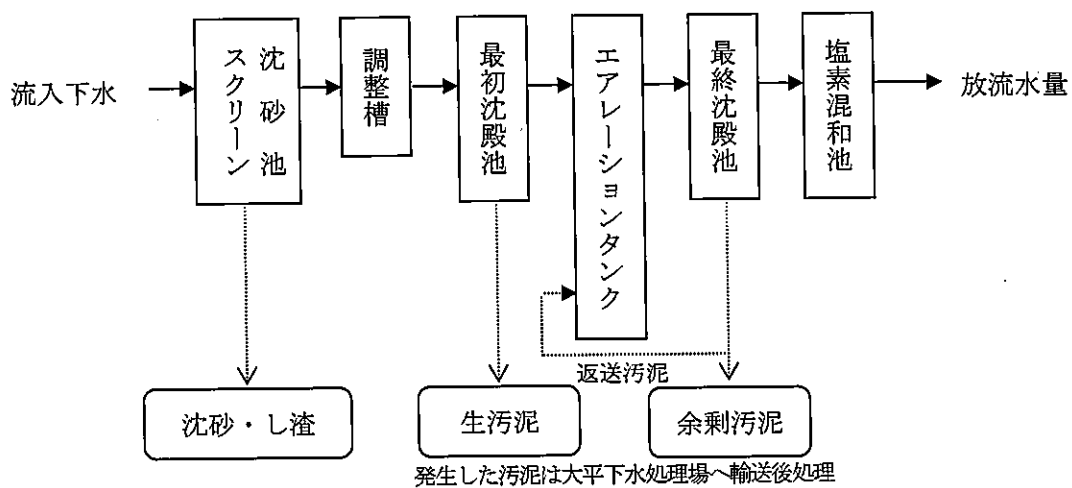 流入下水
沈砂池
スクリーン
調整槽
最初沈殿池
エアレーションタンク
最終沈殿池
塩素混和池
放流水量
返送汚泥
沈砂・し渣
生汚泥
余剰汚泥
発生した汚泥は大平下水処理場へ輸送後処理